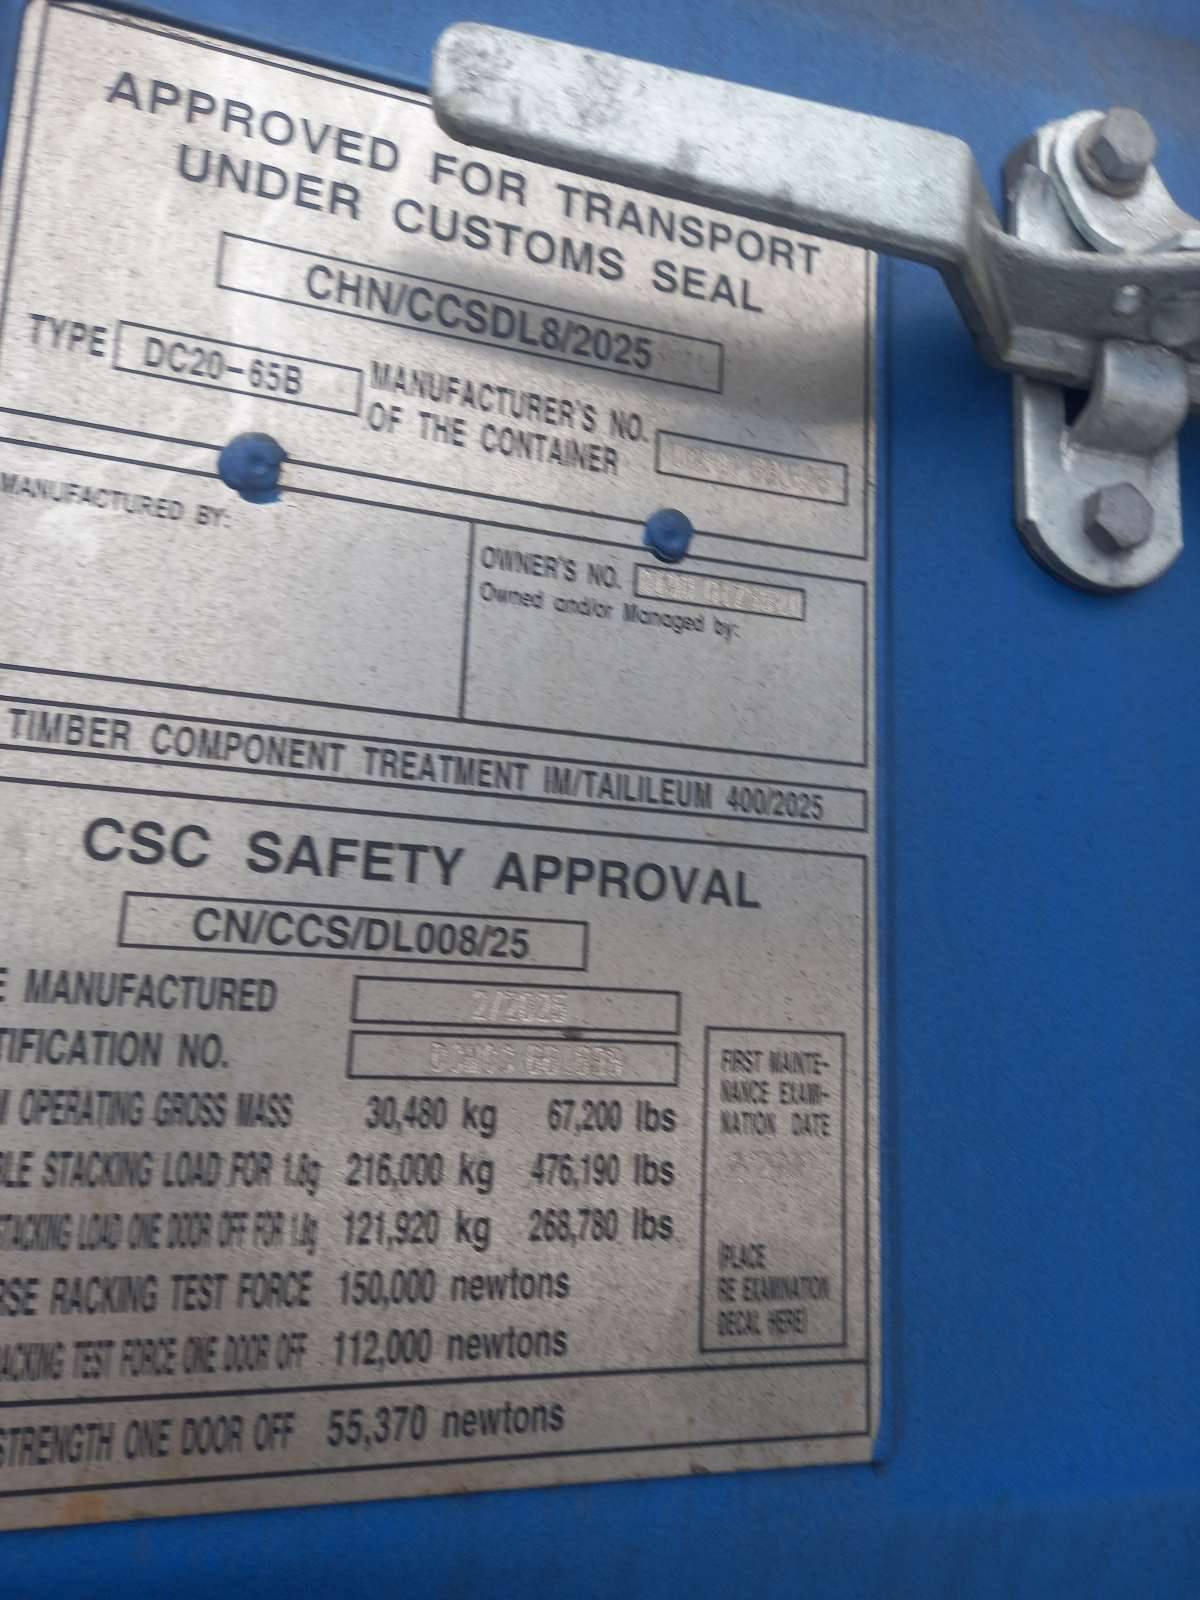 APPROVED FOR TRANSPORT
UNDER CUSTOMS SEAL
CHN/CCSDL8/2025
TYPE DC20-65B MANUFACTURER'S NO.
OF THE CONTAINER
MANUFACTURED BY:
OWNER'S NO.
Owned and/or Managed by:
TIMBER COMPONENT TREATMENT IM/TAILILEUM 400/2025
CSC SAFETY APPROVAL
CN/CCS/DL008/25
E MANUFACTURED 2/2025
TIFICATION NO.
M OPERATING GROSS MASS 30,480 kg 67,200 lbs
BLE STACKING LOAD FOR 1.8g 216,000 kg 476,190 lbs
STACKING LOAD ONE DOOR OFF FOR 1.8g 121,920 kg 268,780 lbs
RSE RACKING TEST FORCE 150,000 newtons
ACKING TEST FORCE ONE DOOR OFF 112,000 newtons
STRENGTH ONE DOOR OFF 55,370 newtons
FIRST MAINTE-
NANCE EXAMI-
NATION DATE
(PLACE
RE EXAMINATION
DECAL HERE)